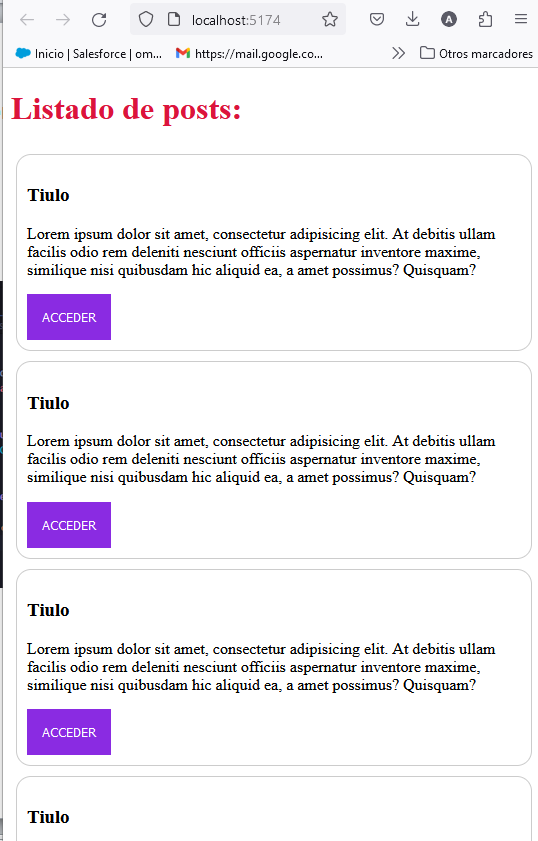 localhost:5174
A
Inicio | Salesforce | om...
https://mail.google.co...
Otros marcadores
Listado de posts:
Tiulo
Lorem ipsum dolor sit amet, consectetur adipisicing elit. At debitis ullam
facilis odio rem deleniti nesciunt officiis aspernatur inventore maxime,
similique nisi quibusdam hic aliquid ea, a amet possimus? Quisquam?
ACCEDER
Tiulo
Lorem ipsum dolor sit amet, consectetur adipisicing elit. At debitis ullam
facilis odio rem deleniti nesciunt officiis aspernatur inventore maxime,
similique nisi quibusdam hic aliquid ea, a amet possimus? Quisquam?
ACCEDER
Tiulo
Lorem ipsum dolor sit amet, consectetur adipisicing elit. At debitis ullam
facilis odio rem deleniti nesciunt officiis aspernatur inventore maxime,
similique nisi quibusdam hic aliquid ea, a amet possimus? Quisquam?
ACCEDER
Tiulo